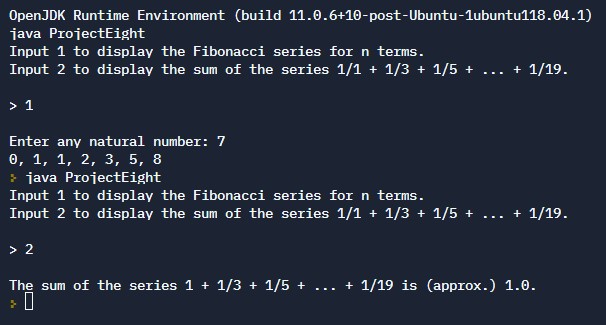 OpenJDK Runtime Environment (build 11.0.6+10-post-Ubuntu-1ubuntu118.04.1)
java ProjectEight
Input 1 to display the Fibonacci series for n terms.
Input 2 to display the sum of the series 1/1 + 1/3 + 1/5 + ... + 1/19.
> 1
Enter any natural number: 7
0, 1, 1, 2, 3, 5, 8
> java ProjectEight
Input 1 to display the Fibonacci series for n terms.
Input 2 to display the sum of the series 1/1 + 1/3 + 1/5 + ... + 1/19.
> 2
The sum of the series 1 + 1/3 + 1/5 + ... + 1/19 is (approx.) 1.0.
>